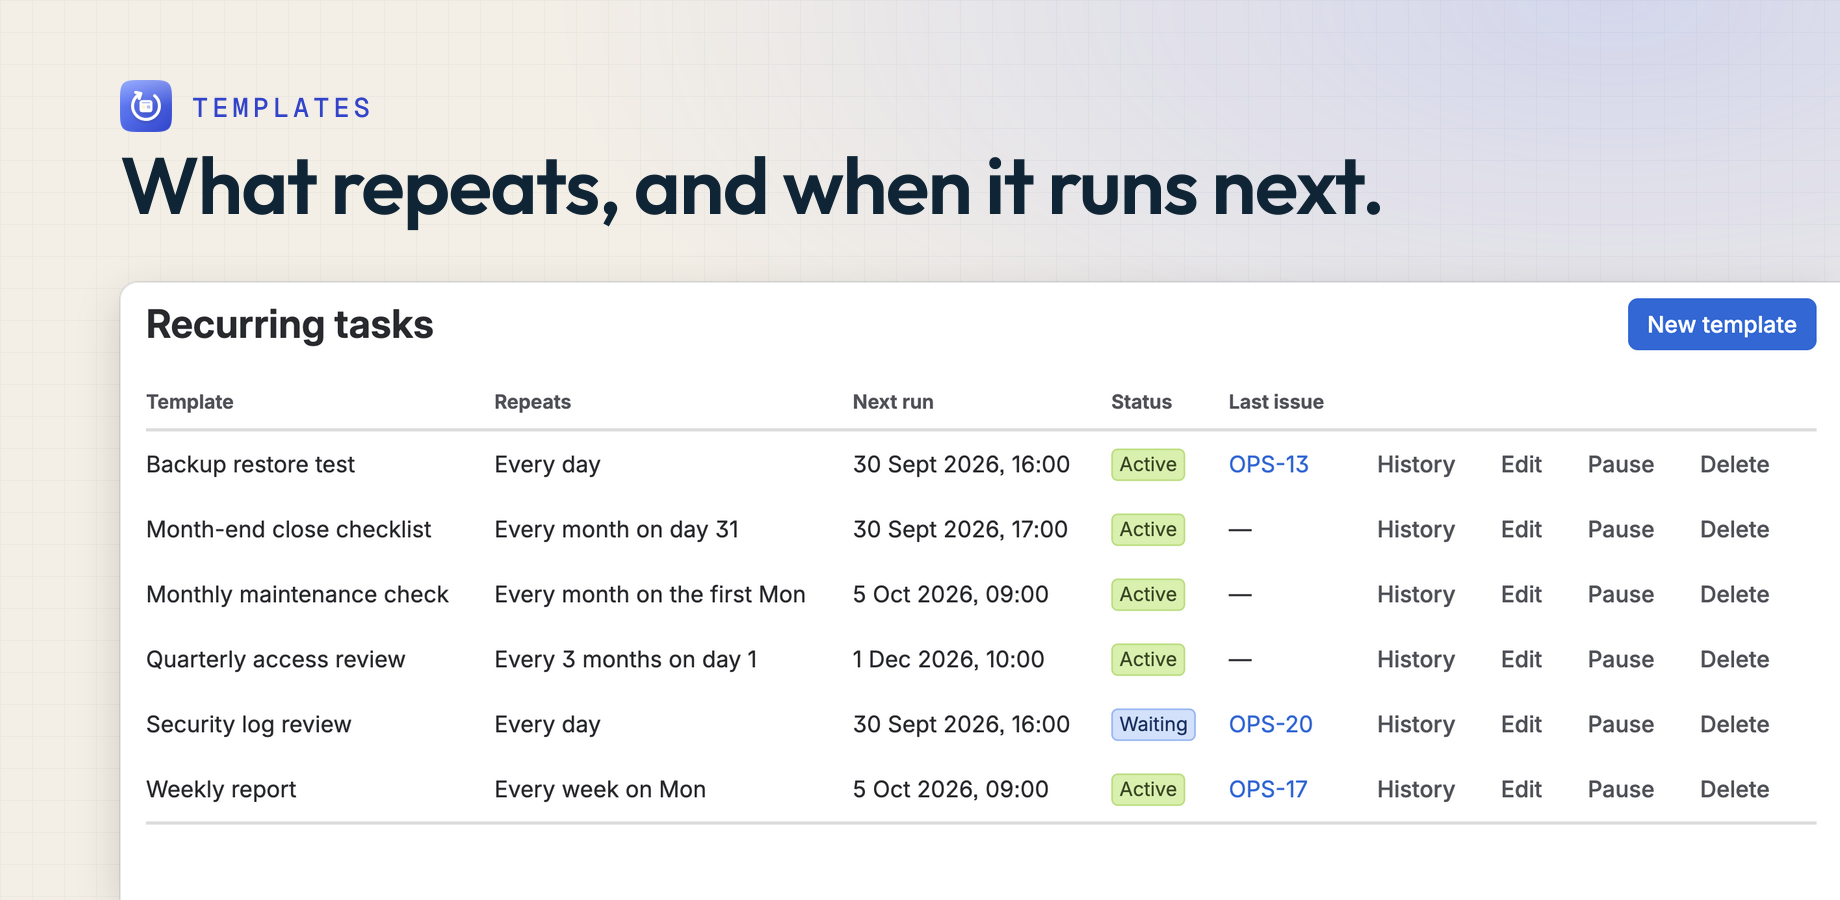 TEMPLATES
What repeats, and when it runs next.
Recurring tasks New template
Template Repeats Next run Status Last issue
Backup restore test Every day 30 Sept 2026, 16:00 Active OPS-13 History Edit Pause Delete
Month-end close checklist Every month on day 31 30 Sept 2026, 17:00 Active — History Edit Pause Delete
Monthly maintenance check Every month on the first Mon 5 Oct 2026, 09:00 Active — History Edit Pause Delete
Quarterly access review Every 3 months on day 1 1 Dec 2026, 10:00 Active — History Edit Pause Delete
Security log review Every day 30 Sept 2026, 16:00 Waiting OPS-20 History Edit Pause Delete
Weekly report Every week on Mon 5 Oct 2026, 09:00 Active OPS-17 History Edit Pause Delete